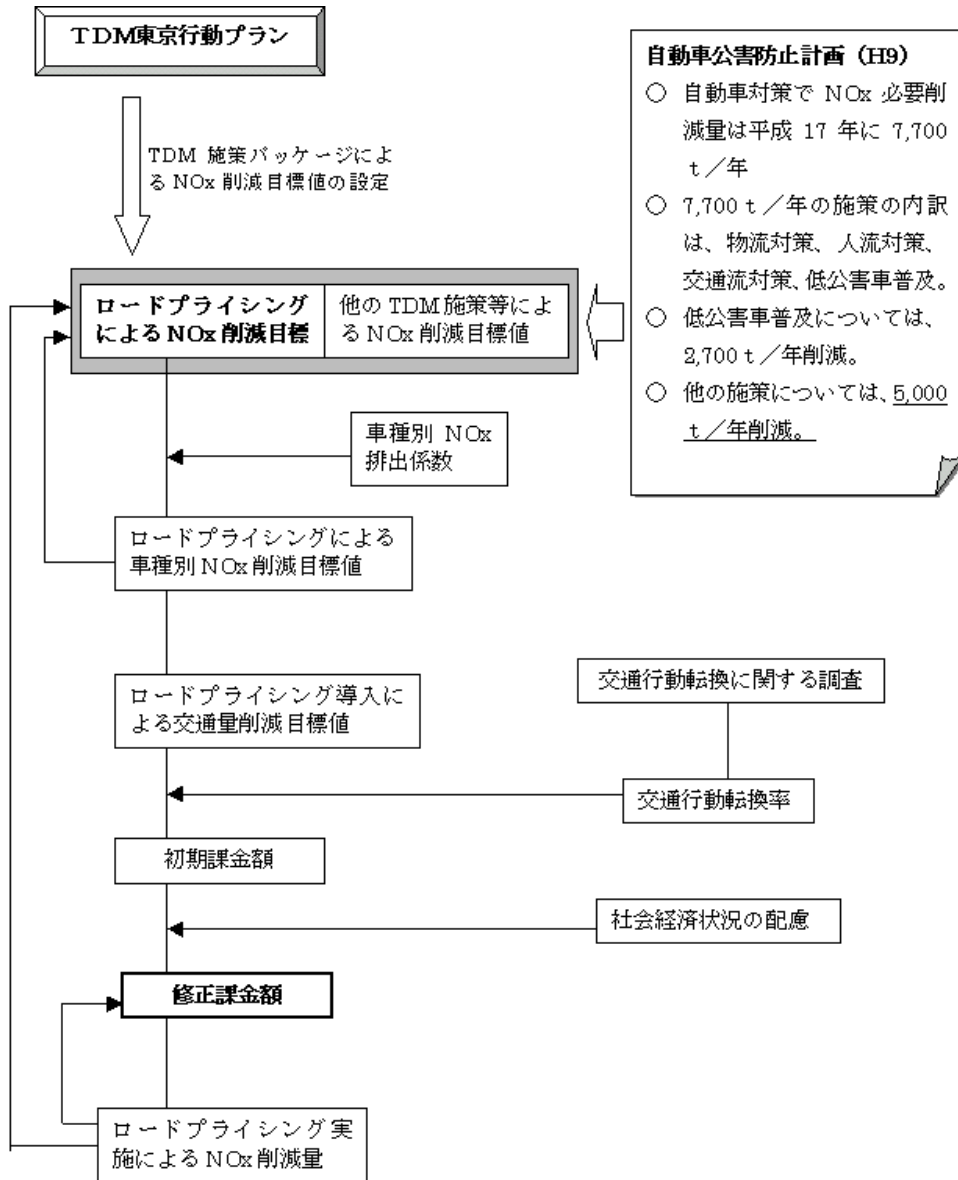 TDM東京行動プラン
TDM 施策パッケージによ
る NOx 削減目標値の設定
自動車公害防止計画（H9）
○ 自動車対策で NOx 必要削
減量は平成 17 年に 7,700
ｔ／年
○ 7,700ｔ／年の施策の内訳
は、物流対策、人流対策、
交通流対策、低公害車普及。
○ 低公害車普及については、
2,700ｔ／年削減。
○ 他の施策については、5,000
ｔ／年削減。
ロードプライシング
による NOx 削減目標
他の TDM 施策等によ
る NOx 削減目標値
車種別 NOx
排出係数
ロードプライシングによる
車種別 NOx 削減目標値
ロードプライシング導入に
よる交通量削減目標値
交通行動転換に関する調査
交通行動転換率
初期課金額
社会経済状況の配慮
修正課金額
ロードプライシング実
施による NOx 削減量